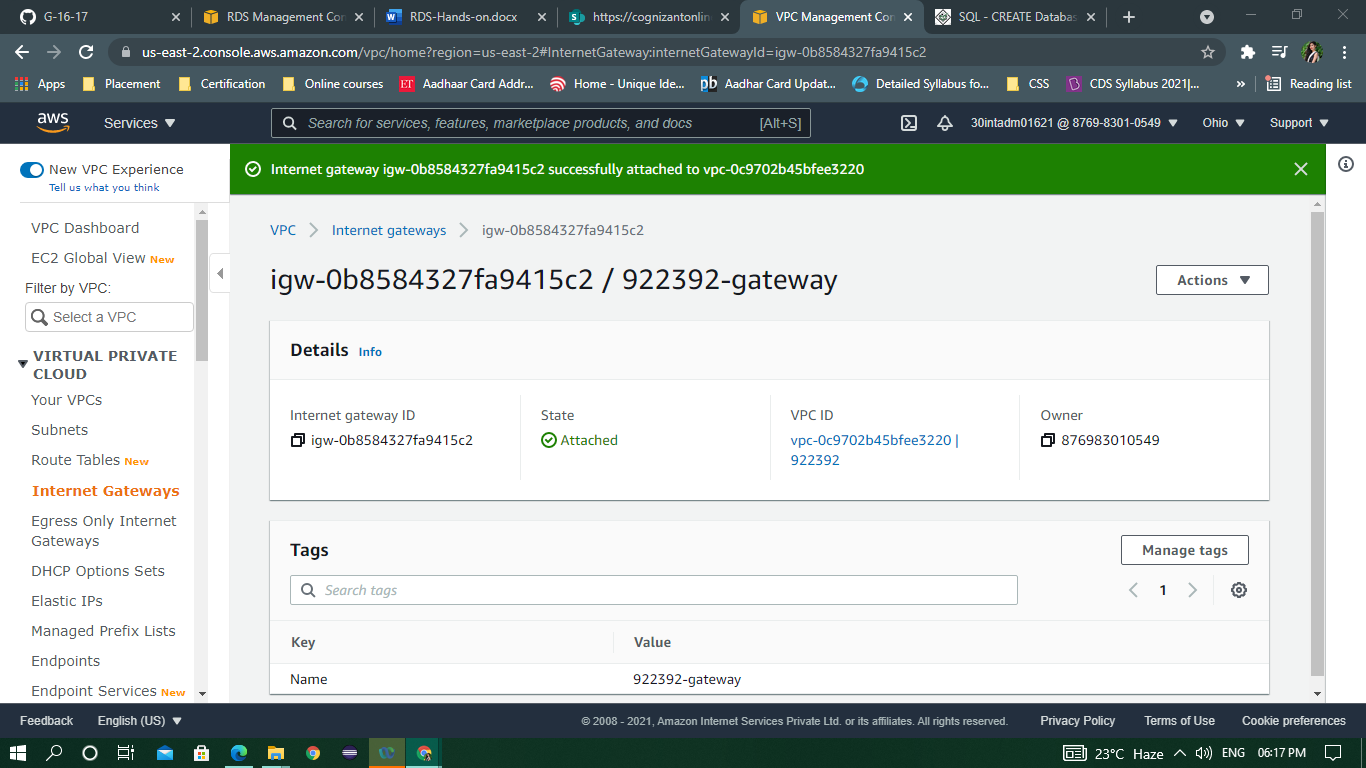 G-16-17
RDS Management Con
RDS-Hands-on.docx
https://cognizantonlin
VPC Management Con
SQL - CREATE Databas
us-east-2.console.aws.amazon.com/vpc/home?region=us-east-2#InternetGateway:internetGatewayId=igw-0b8584327fa9415c2
Apps
Placement
Certification
Online courses
ET
Aadhaar Card Addr...
Home - Unique Ide...
pb
Aadhar Card Updat...
Detailed Syllabus fo...
CSS
CDS Syllabus 2021|...
»
Reading list
aws
Services
Search for services, features, marketplace products, and docs
[Alt+S]
30intadm01621 @ 8769-8301-0549
Ohio
Support
New VPC Experience
Tell us what you think
Internet gateway igw-0b8584327fa9415c2 successfully attached to vpc-0c9702b45bfee3220
VPC Dashboard
EC2 Global View New
Filter by VPC:
Select a VPC
VIRTUAL PRIVATE
CLOUD
Your VPCs
Subnets
Route Tables New
Internet Gateways
Egress Only Internet
Gateways
DHCP Options Sets
Elastic IPs
Managed Prefix Lists
Endpoints
Endpoint Services New
VPC
Internet gateways
igw-0b8584327fa9415c2
igw-0b8584327fa9415c2 / 922392-gateway
Actions
Details Info
Internet gateway ID
igw-0b8584327fa9415c2
State
Attached
VPC ID
vpc-0c9702b45bfee3220 |
922392
Owner
876983010549
Tags
Manage tags
Search tags
1
Key
Value
Name
922392-gateway
Feedback
English (US)
© 2008 - 2021, Amazon Internet Services Private Ltd. or its affiliates. All rights reserved.
Privacy Policy
Terms of Use
Cookie preferences
23°C Haze
ENG
06:17 PM